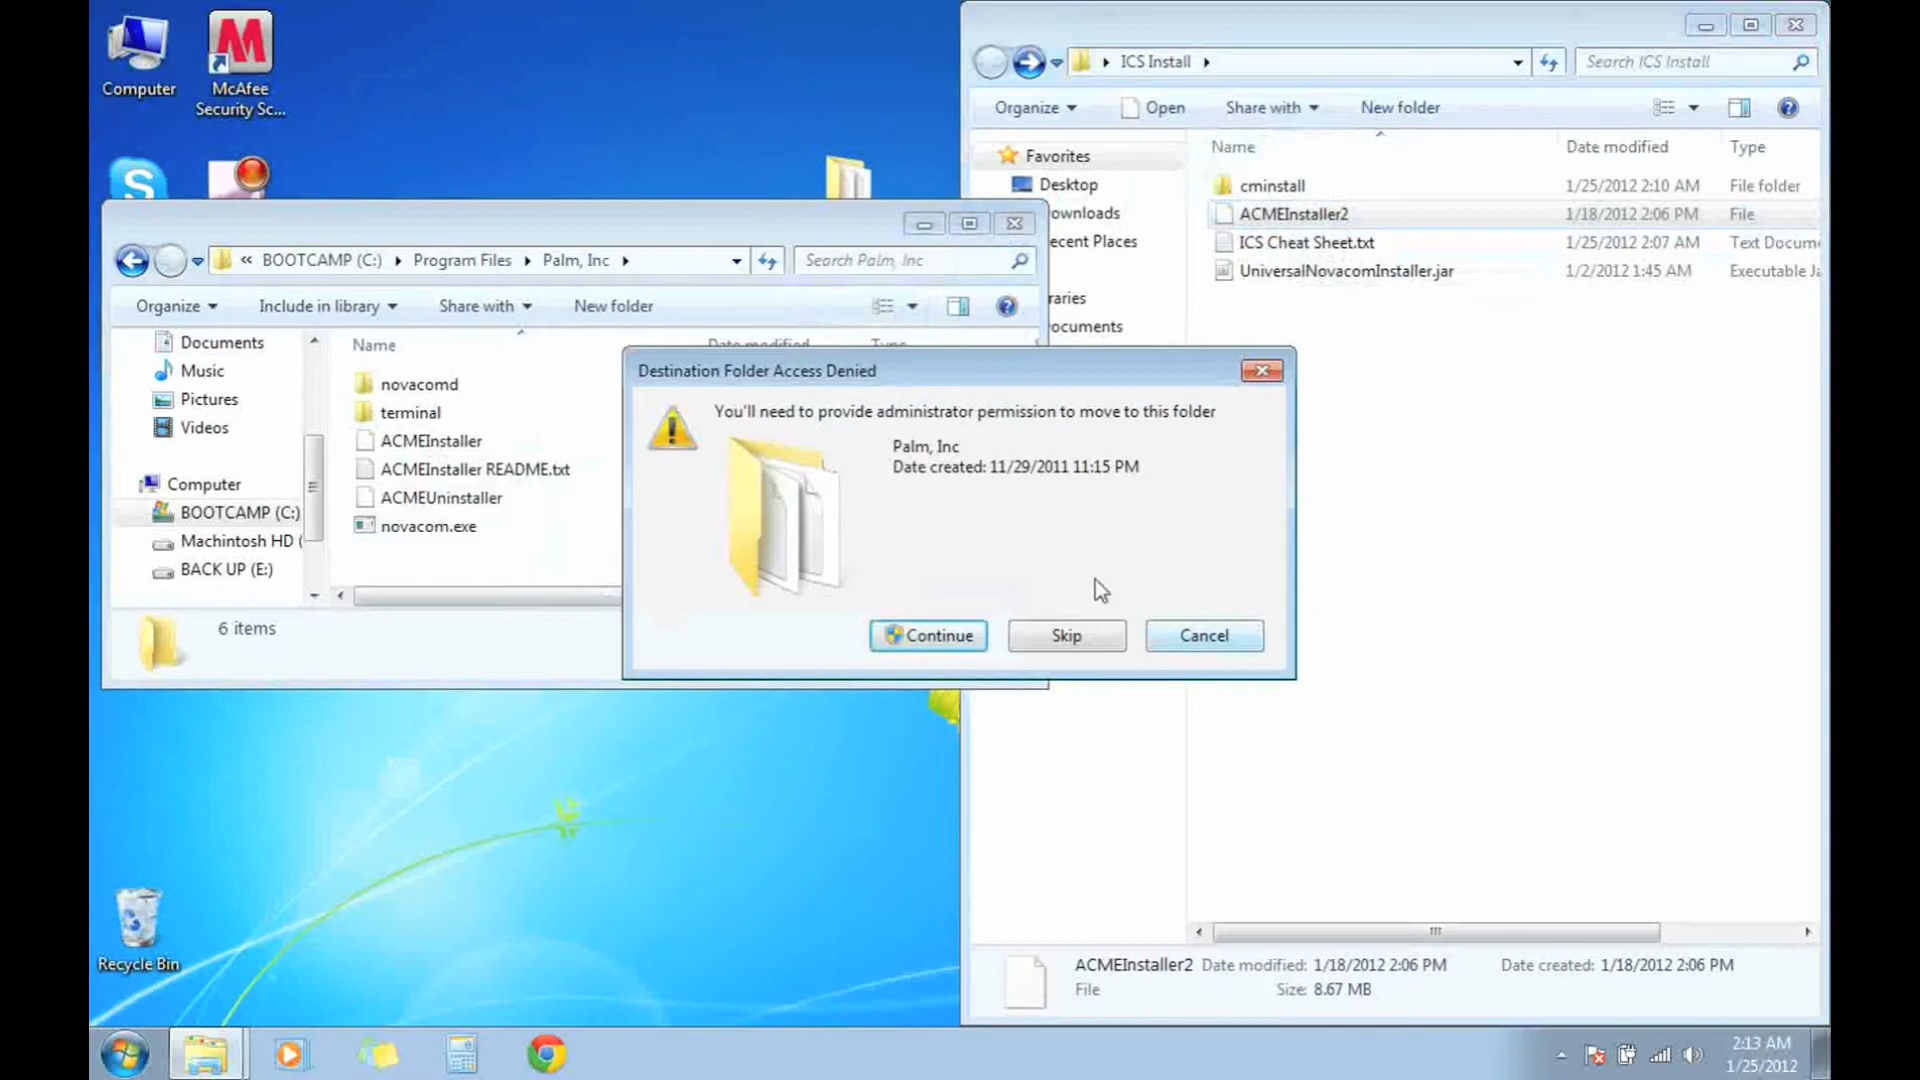 Computer
McAfee
Security Sc...
ICS Install
Search ICS Install
Organize
Open
Share with
New folder
Favorites
Desktop
ownloads
ecent Places
raries
ocuments
Name
Date modified
Type
cminstall
1/25/2012 2:10 AM
File folder
ACMEInstaller2
1/18/2012 2:06 PM
File
ICS Cheat Sheet.txt
1/25/2012 2:07 AM
Text Docume
UniversalNovacomInstaller.jar
1/2/2012 1:45 AM
Executable Ja
« BOOTCAMP (C:)
Program Files
Palm, Inc
Search Palm, Inc
Organize
Include in library
Share with
New folder
Documents
Music
Pictures
Videos
Computer
BOOTCAMP (C:)
Machintosh HD (
BACK UP (E:)
Name
Date modified
Type
novacomd
terminal
ACMEInstaller
ACMEInstaller README.txt
ACMEUninstaller
novacom.exe
6 items
Destination Folder Access Denied
You'll need to provide administrator permission to move to this folder
Palm, Inc
Date created: 11/29/2011 11:15 PM
Continue
Skip
Cancel
Recycle Bin
ACMEInstaller2
Date modified: 1/18/2012 2:06 PM
Date created: 1/18/2012 2:06 PM
File
Size: 8.67 MB
2:13 AM
1/25/2012